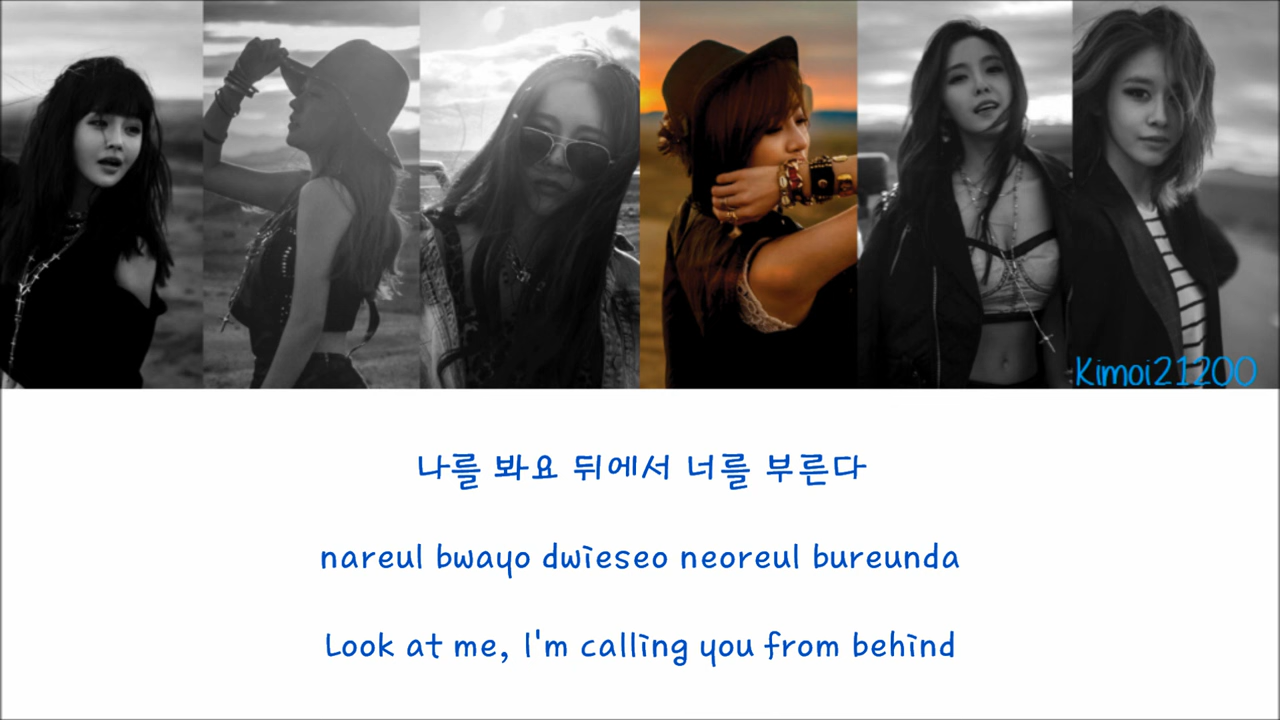 Kimoi21200
나를 봐요 뒤에서 너를 부른다
nareul bwayo dwieseo neoreul bureunda
Look at me, I'm calling you from behind